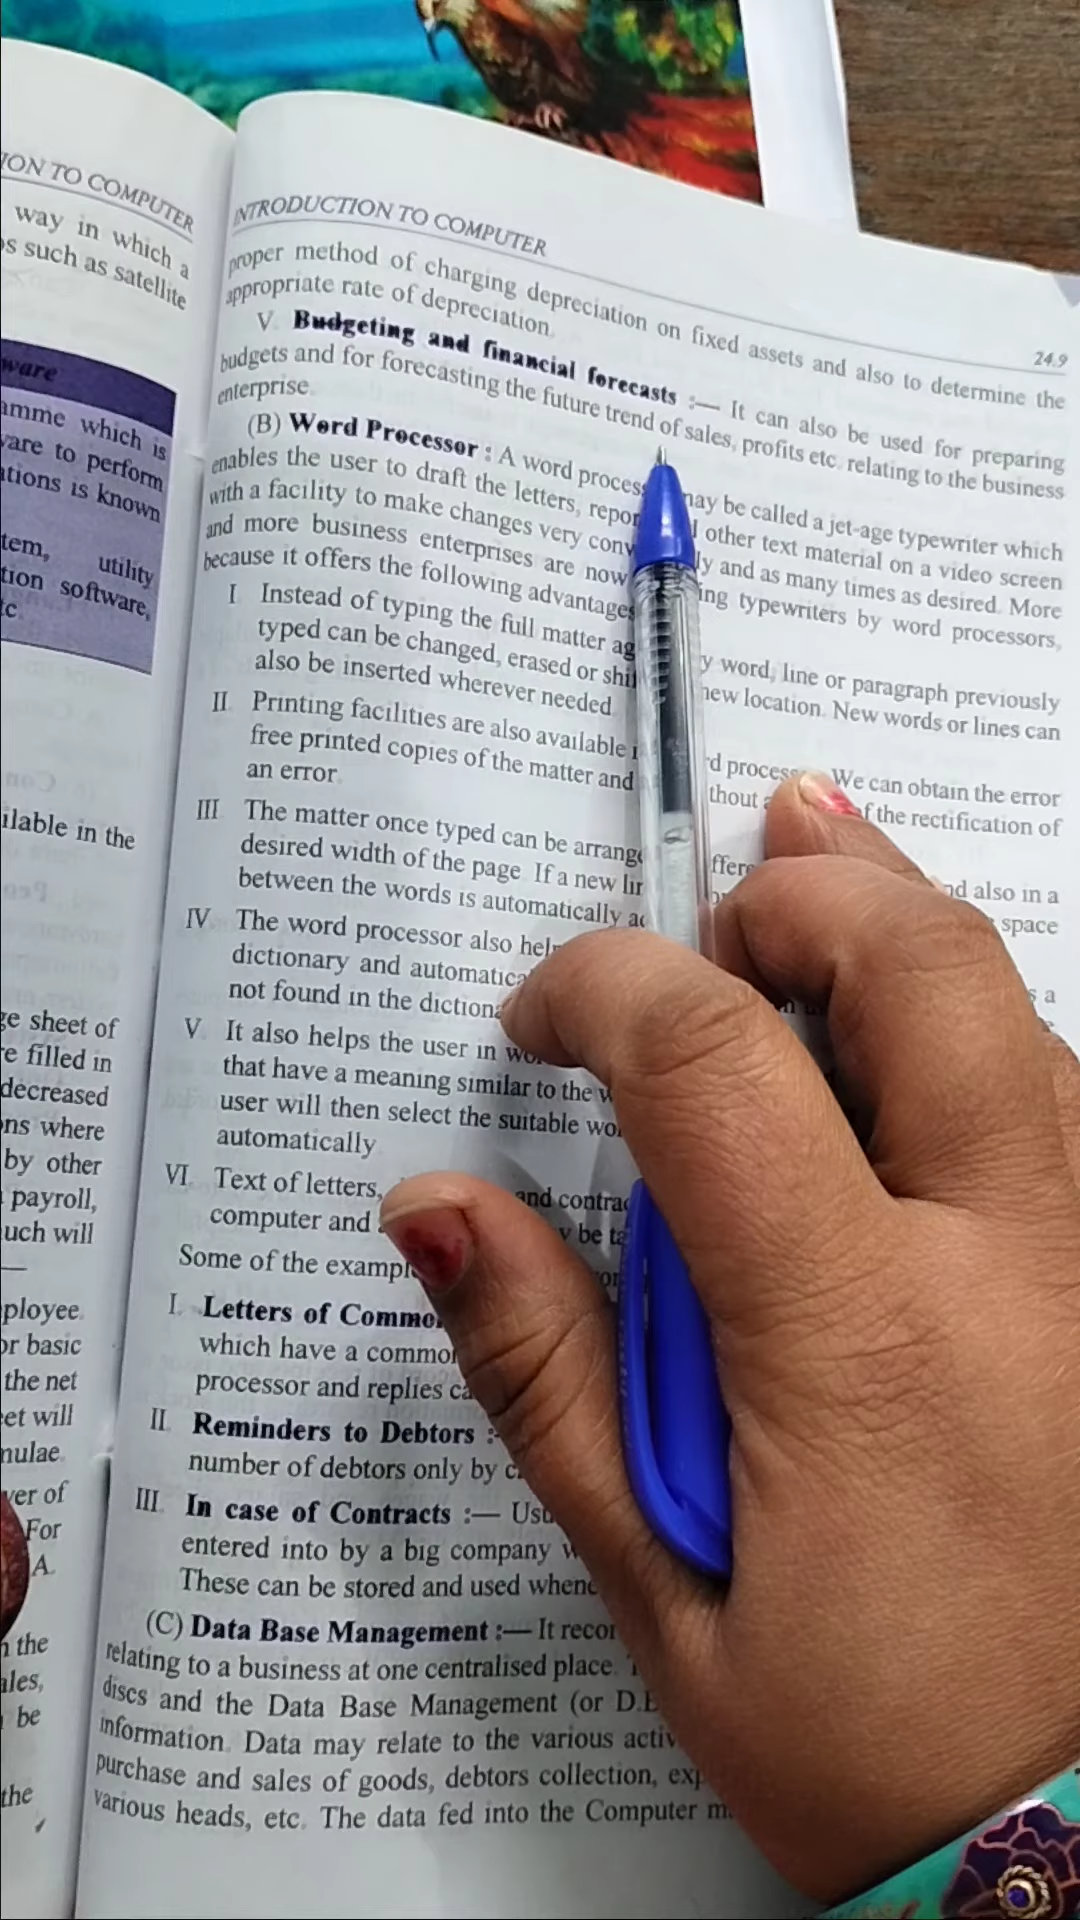 ION TO COMPUTER
way in which a
s such as satellite
ware
amme which is
ware to perform
ations is known
tem, utility
tion software,
tc.
ilable in the
ge sheet of
re filled in
decreased
ns where
by other
payroll,
uch will
ployee.
or basic
the net
eet will
mulae.
ver of
For
A.
n the
ales,
be
the
INTRODUCTION TO COMPUTER
24.9
proper method of charging depreciation on fixed assets and also to determine the
appropriate rate of depreciation.
V. Budgeting and financial forecasts :— It can also be used for preparing
budgets and for forecasting the future trend of sales, profits etc. relating to the business
enterprise.
(B) Word Processor : A word process may be called a jet-age typewriter which
enables the user to draft the letters, repor other text material on a video screen
with a facility to make changes very conv ly and as many times as desired. More
and more business enterprises are now ing typewriters by word processors,
because it offers the following advantages
I. Instead of typing the full matter ag y word, line or paragraph previously
typed can be changed, erased or shi new location. New words or lines can
also be inserted wherever needed.
II. Printing facilities are also available i rd process We can obtain the error
free printed copies of the matter and thout of the rectification of
an error.
III. The matter once typed can be arrange ffere nd also in a
desired width of the page. If a new lin space
between the words is automatically ad
IV. The word processor also help s a
dictionary and automatica
not found in the dictiona
V. It also helps the user in wo
that have a meaning similar to the w
user will then select the suitable wo
automatically.
VI. Text of letters, and contrac
computer and be ta
Some of the exampl
I. Letters of Commo
which have a common
processor and replies ca
II. Reminders to Debtors :-
number of debtors only by c
III. In case of Contracts :— Usu
entered into by a big company w
These can be stored and used whene
(C) Data Base Management :— It recor
relating to a business at one centralised place.
discs and the Data Base Management (or D.B
information. Data may relate to the various activ
purchase and sales of goods, debtors collection, exp
various heads, etc. The data fed into the Computer m